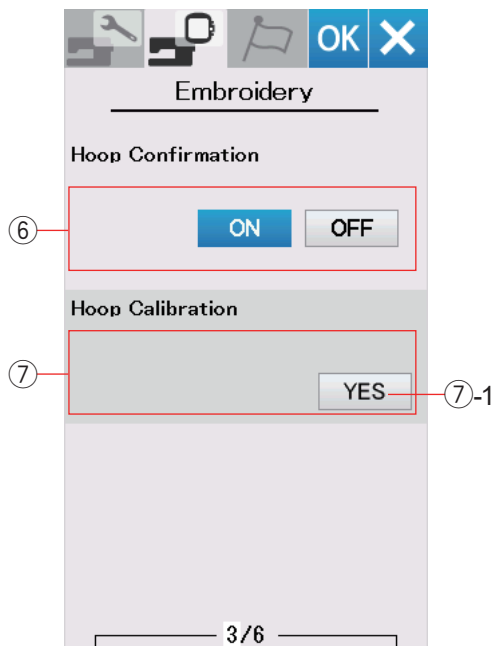 OK X
Embroidery
Hoop Confirmation
⑥ ON OFF
Hoop Calibration
⑦ YES ⑦-1
3/6